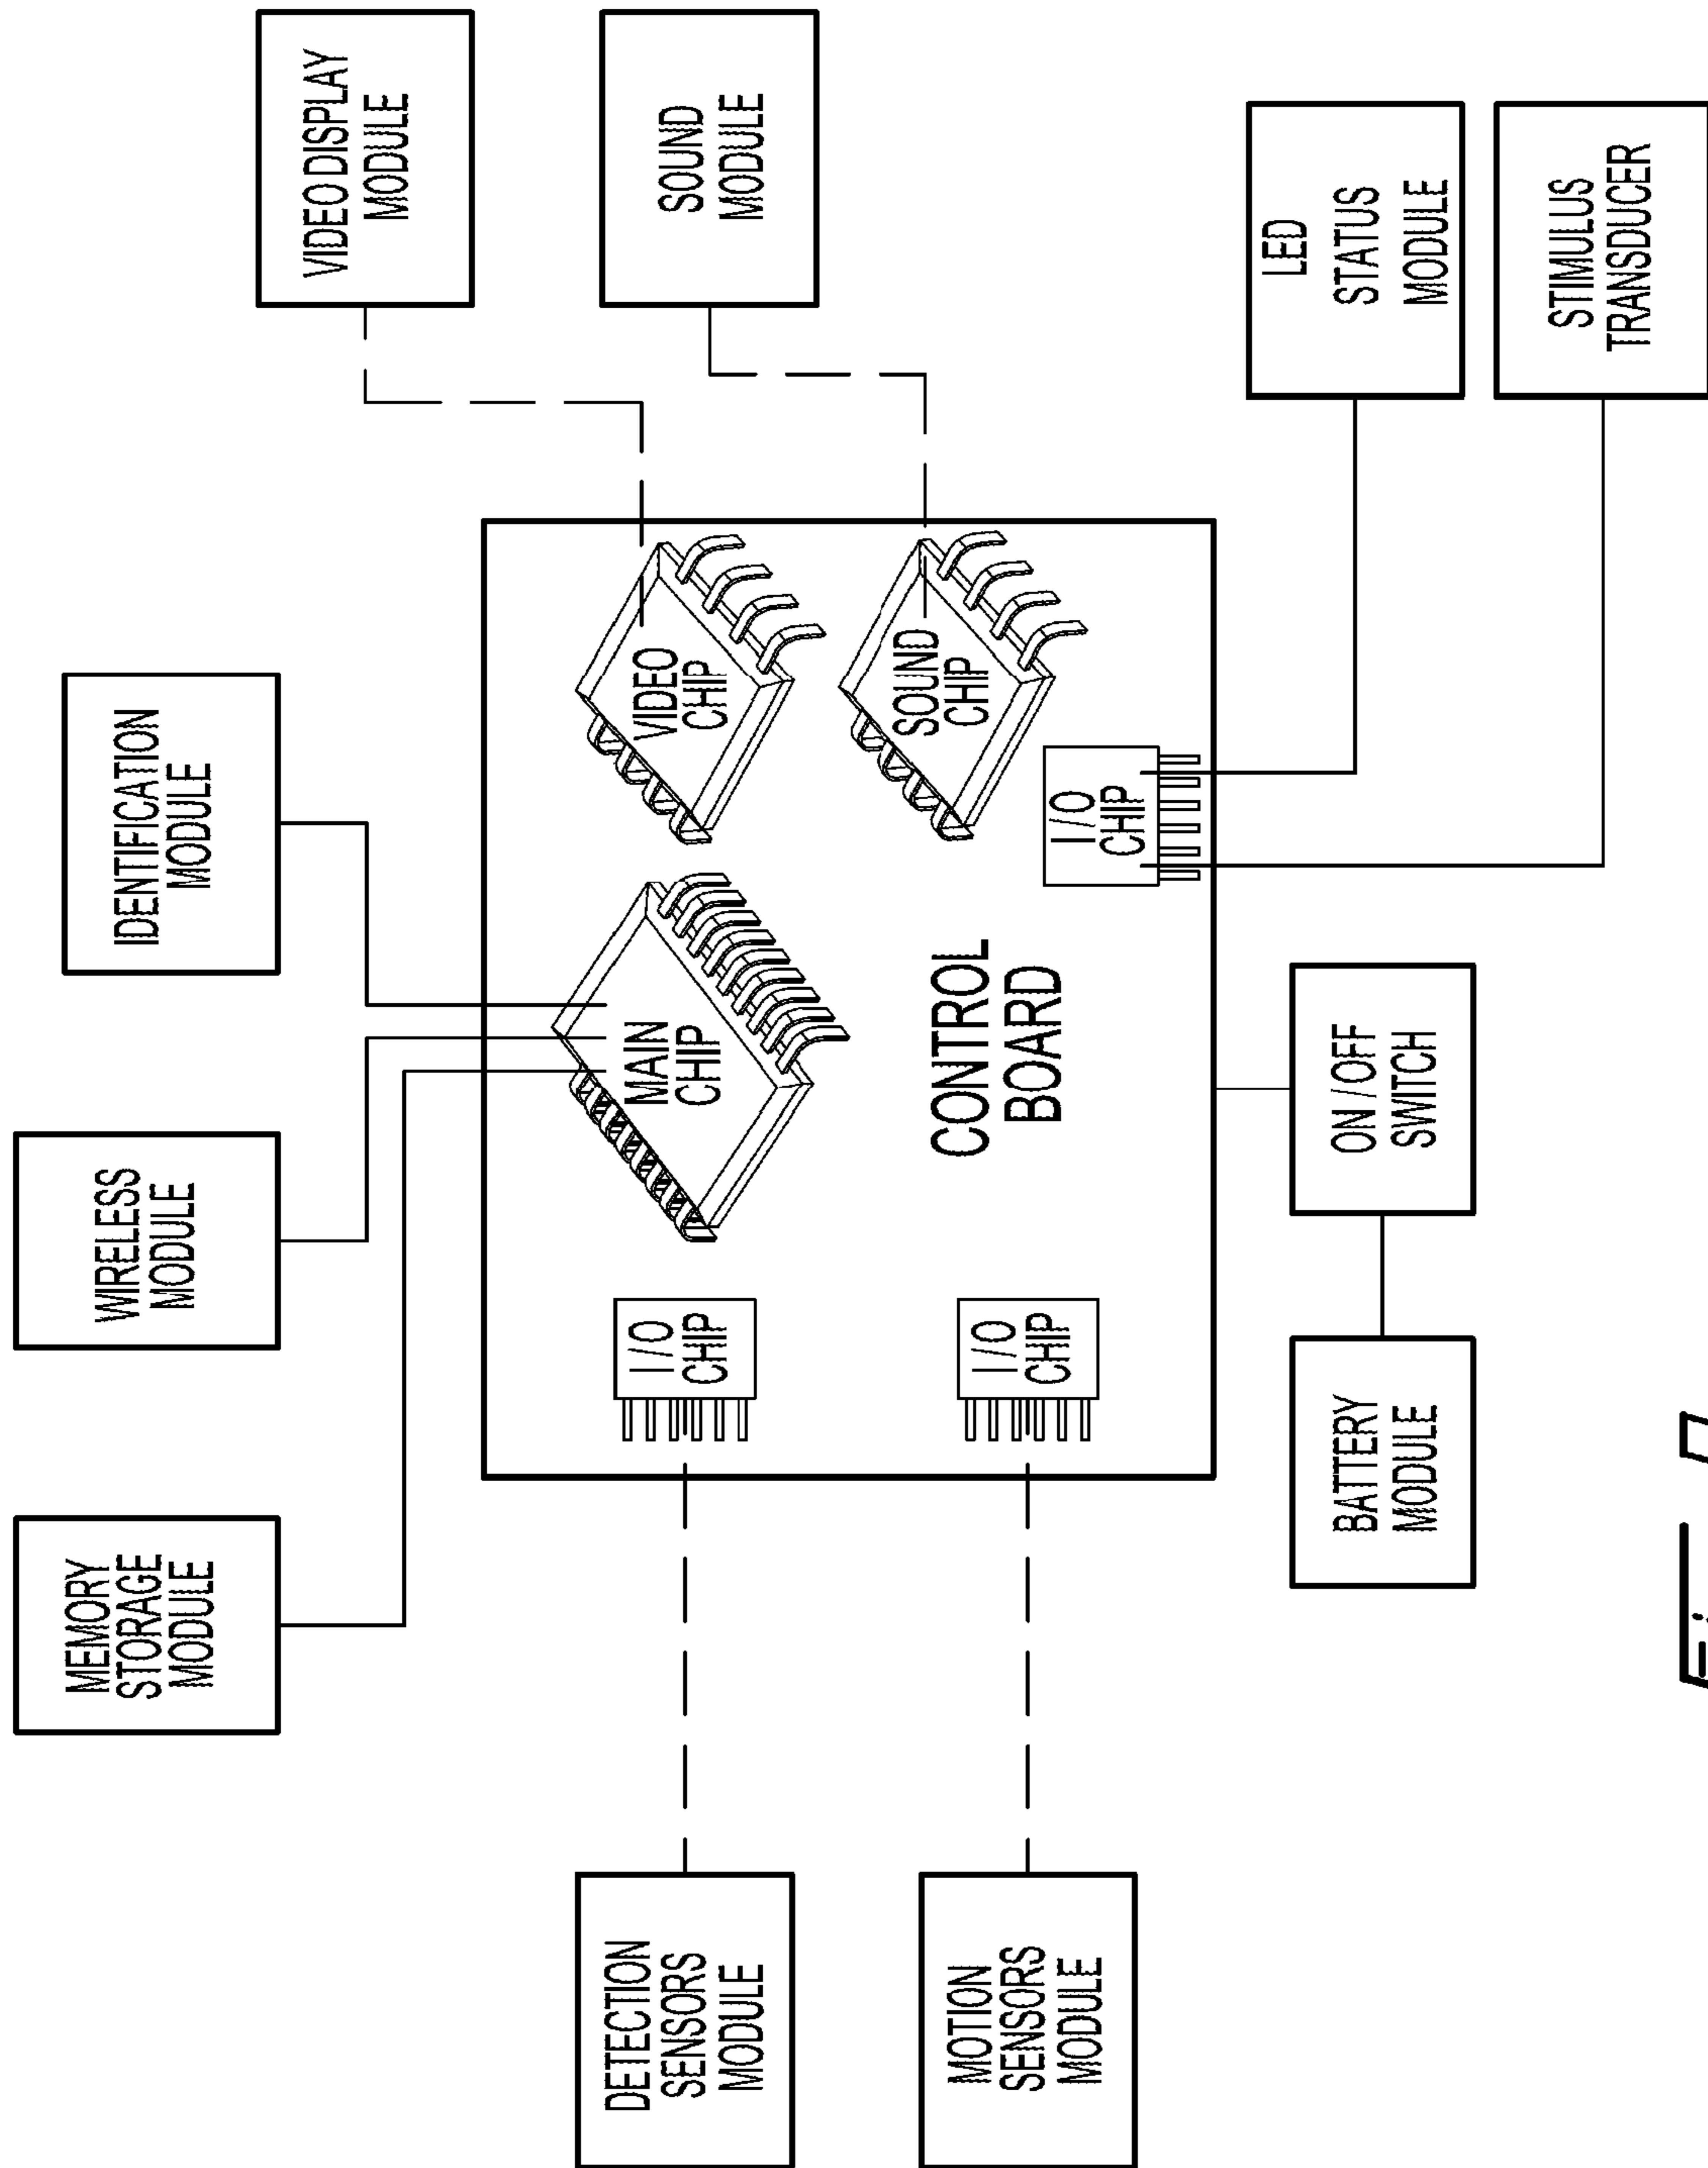 MEMORY
STORAGE
MODULE
WIRELESS
MODULE
IDENTIFICATION
MODULE
VIDEO DISPLAY
MODULE
SOUND
MODULE
DETECTION
SENSORS
MODULE
MOTION
SENSORS
MODULE
I/O
CHIP
I/O
CHIP
MAIN
CHIP
VIDEO
CHIP
SOUND
CHIP
I/O
CHIP
CONTROL
BOARD
LED
STATUS
MODULE
STIMULUS
TRANSDUCER
BATTERY
MODULE
ON/OFF
SWITCH